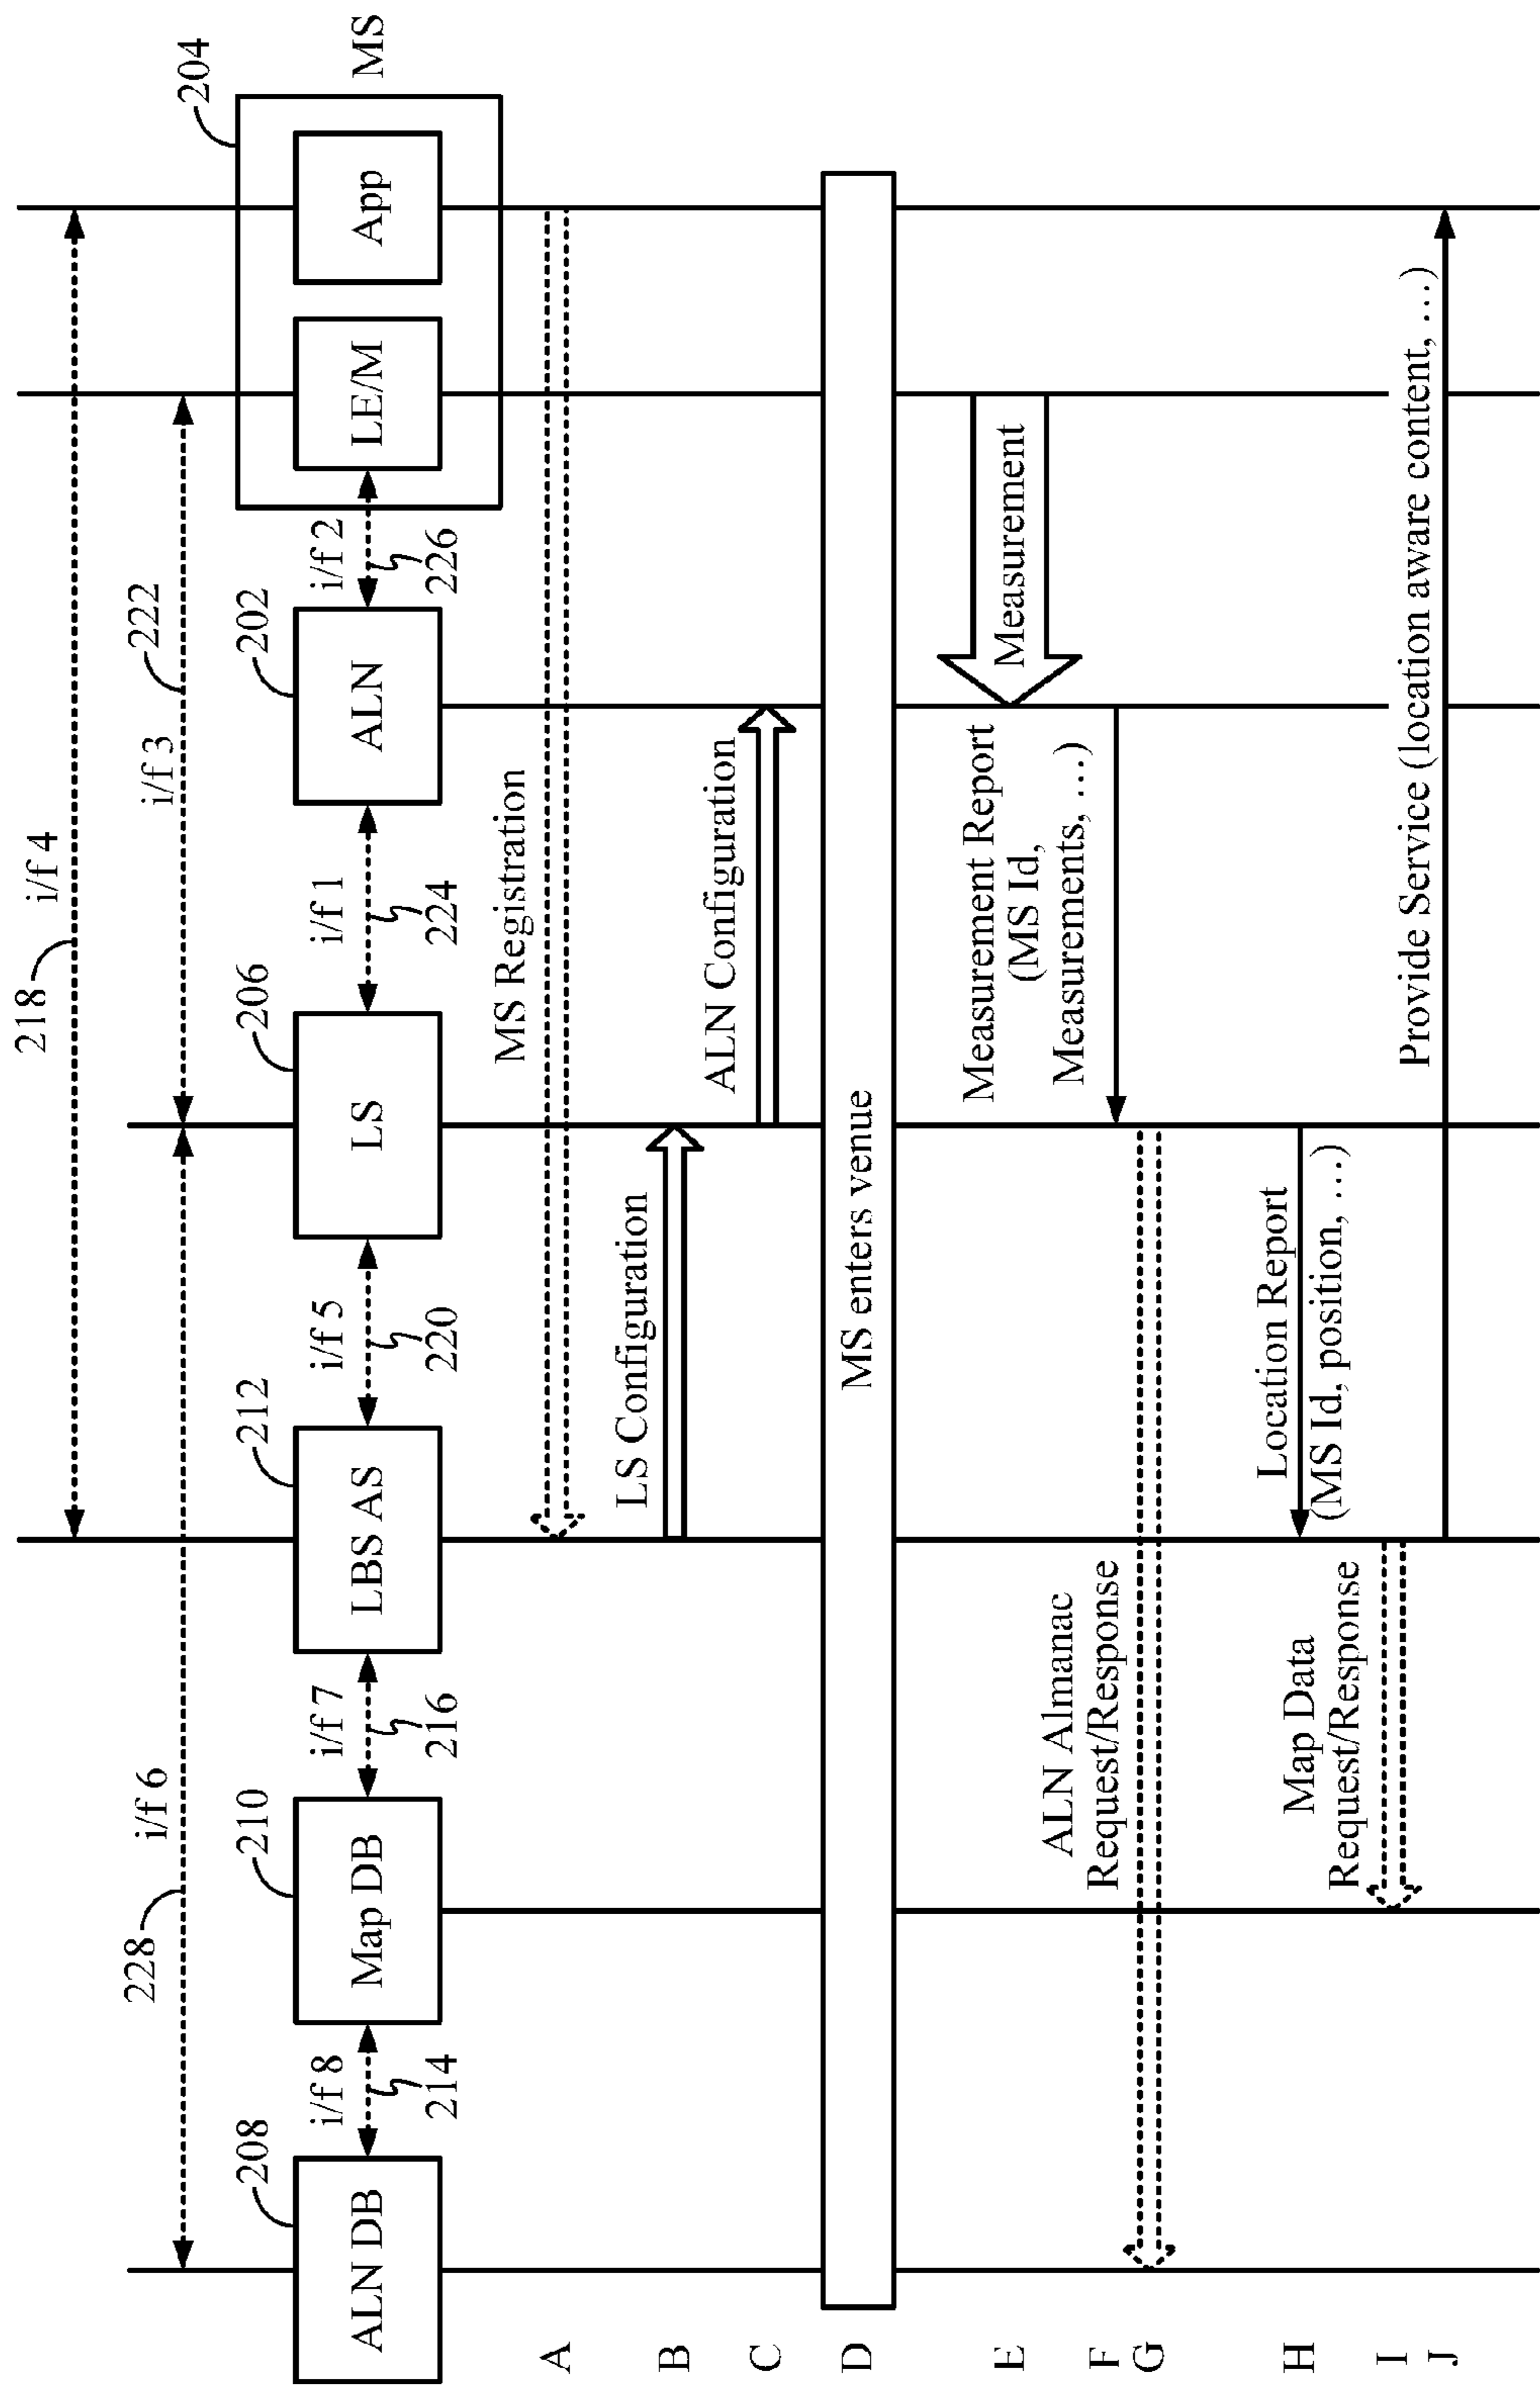 218
i/f 4
228
i/f 6
i/f 3
222
208
210
212
206
202
204
ALN DB
i/f 8
214
Map DB
i/f 7
216
LBS AS
i/f 5
220
LS
i/f 1
224
ALN
i/f 2
226
LE/M
App
MS
A
MS Registration
B
LS Configuration
C
ALN Configuration
D
MS enters venue
E
Measurement
F
Measurement Report
(MS Id,
Measurements, …)
G
ALN Almanac
Request/Response
H
Location Report
(MS Id, position, …)
I
Map Data
Request/Response
J
Provide Service (location aware content, …)